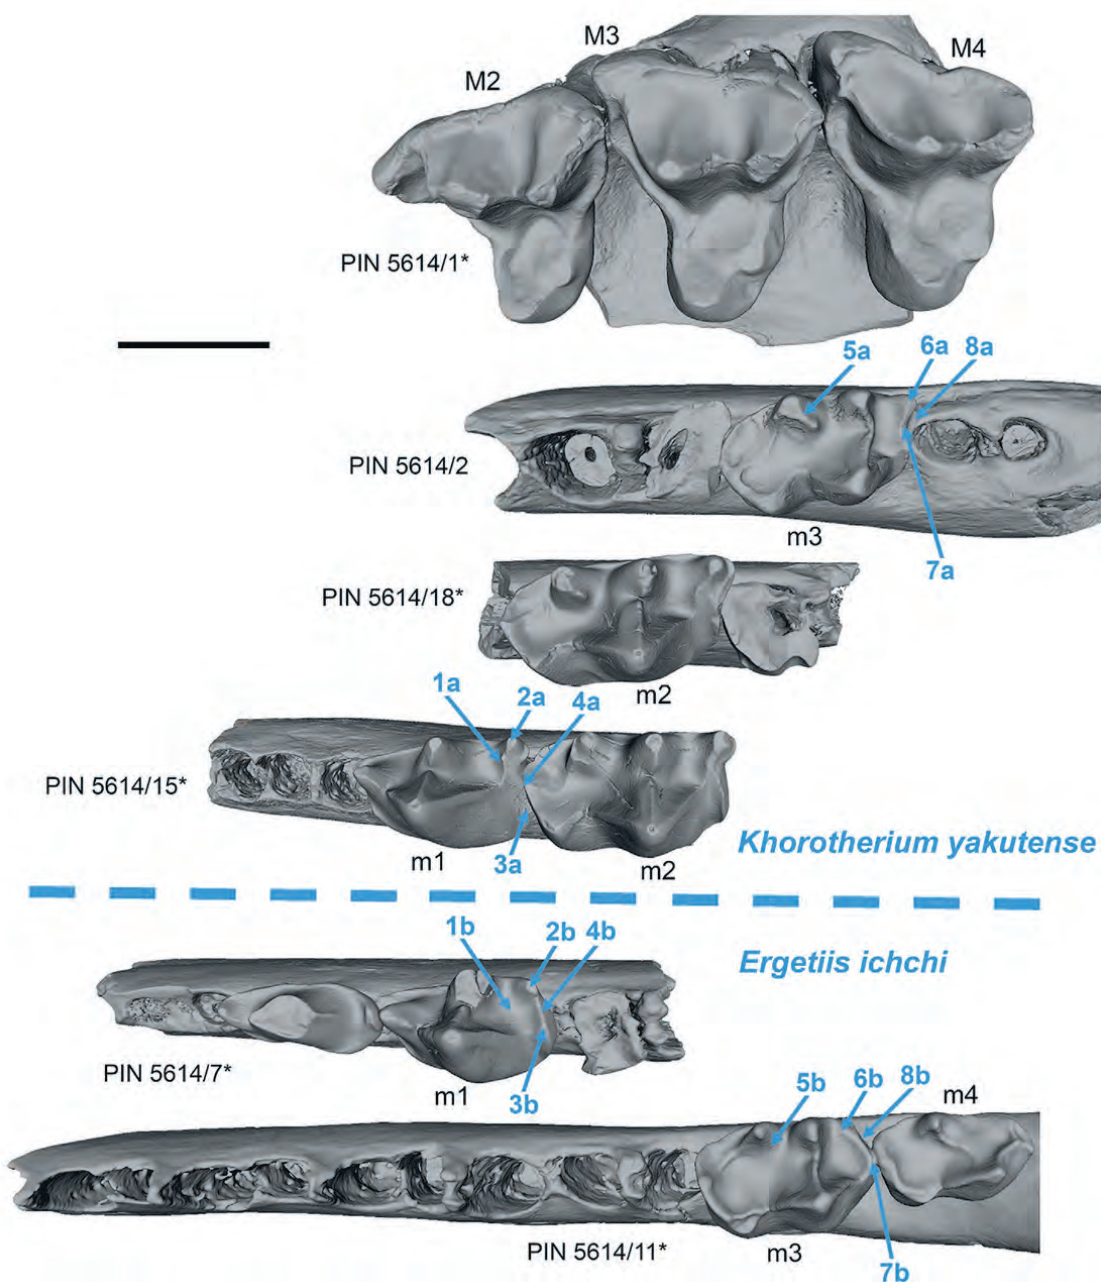 M3
M4
M2
PIN 5614/1*
6a
5a
8a
PIN 5614/2
m3
7a
PIN 5614/18*
1a
m2
2a
4a
PIN 5614/15*
Khorotherium yakutense
m1
3a
m2
1b
2b
4b
Ergetiis ichchi
PIN 5614/7*
m1
3b
5b
6b
8b
m4
PIN 5614/11*
m3
7b